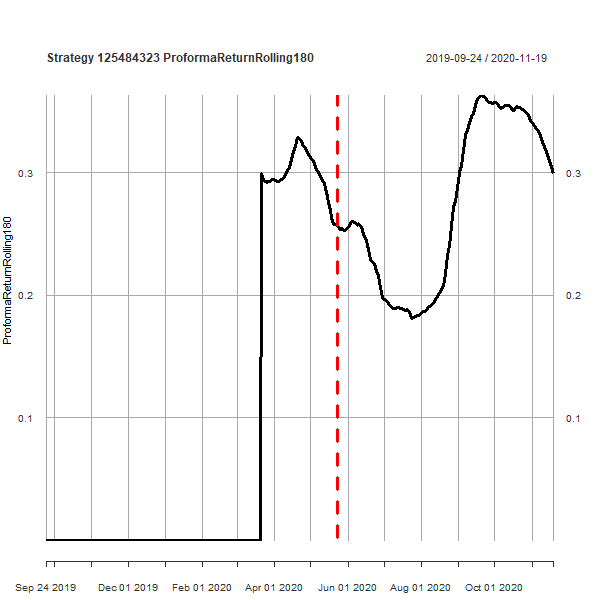 Strategy 125484323 ProformaReturnRolling180
2019-09-24 / 2020-11-19
ProformaReturnRolling180
0.3
0.3
0.2
0.2
0.1
0.1
Sep 24 2019
Dec 01 2019
Feb 01 2020
Apr 01 2020
Jun 01 2020
Aug 01 2020
Oct 01 2020